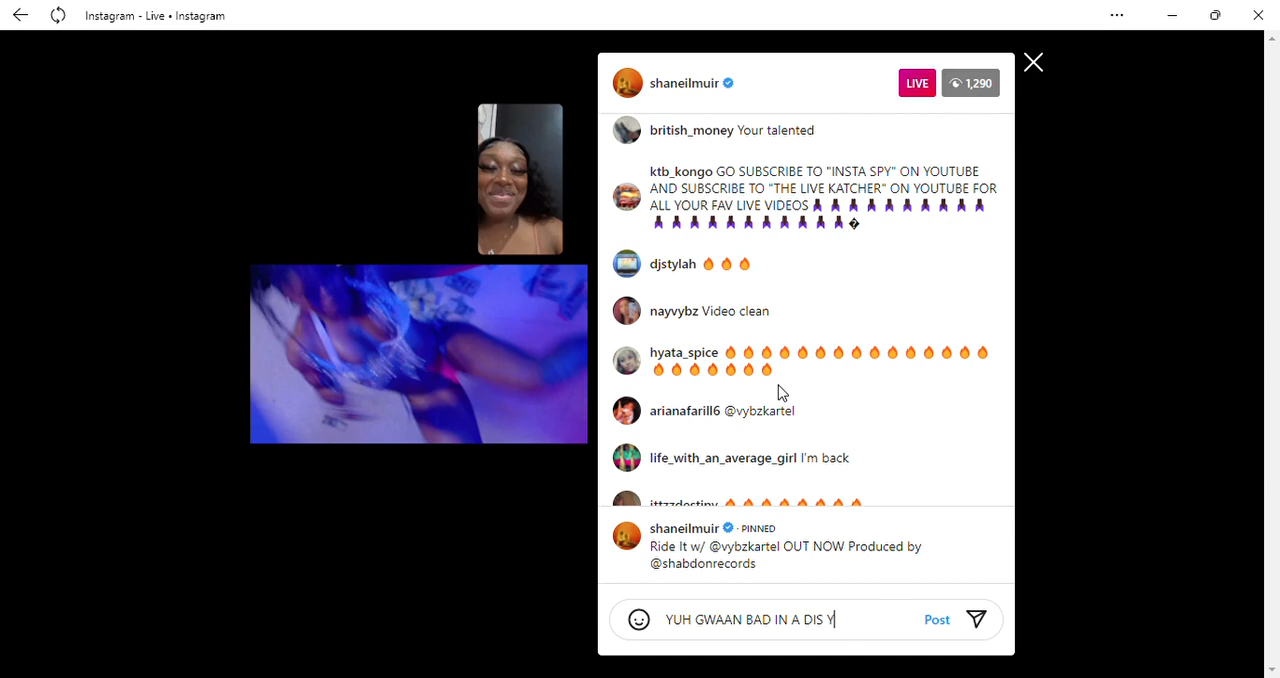 Instagram - Live • Instagram
shaneilmuir
LIVE
1,290
british_money Your talented
ktb_kongo GO SUBSCRIBE TO "INSTA SPY" ON YOUTUBE
AND SUBSCRIBE TO "THE LIVE KATCHER" ON YOUTUBE FOR
ALL YOUR FAV LIVE VIDEOS
djstylah 🔥🔥🔥
nayvybz Video clean
hyata_spice 🔥🔥🔥🔥🔥🔥🔥🔥🔥🔥🔥🔥🔥🔥🔥
🔥🔥🔥🔥🔥🔥🔥
arianafarill6 @vybzkartel
life_with_an_average_girl I'm back
ittzzdestiny 🔥🔥🔥🔥🔥🔥🔥🔥
shaneilmuir • PINNED
Ride It w/ @vybzkartel OUT NOW Produced by
@shabdonrecords
YUH GWAAN BAD IN A DIS Y
Post